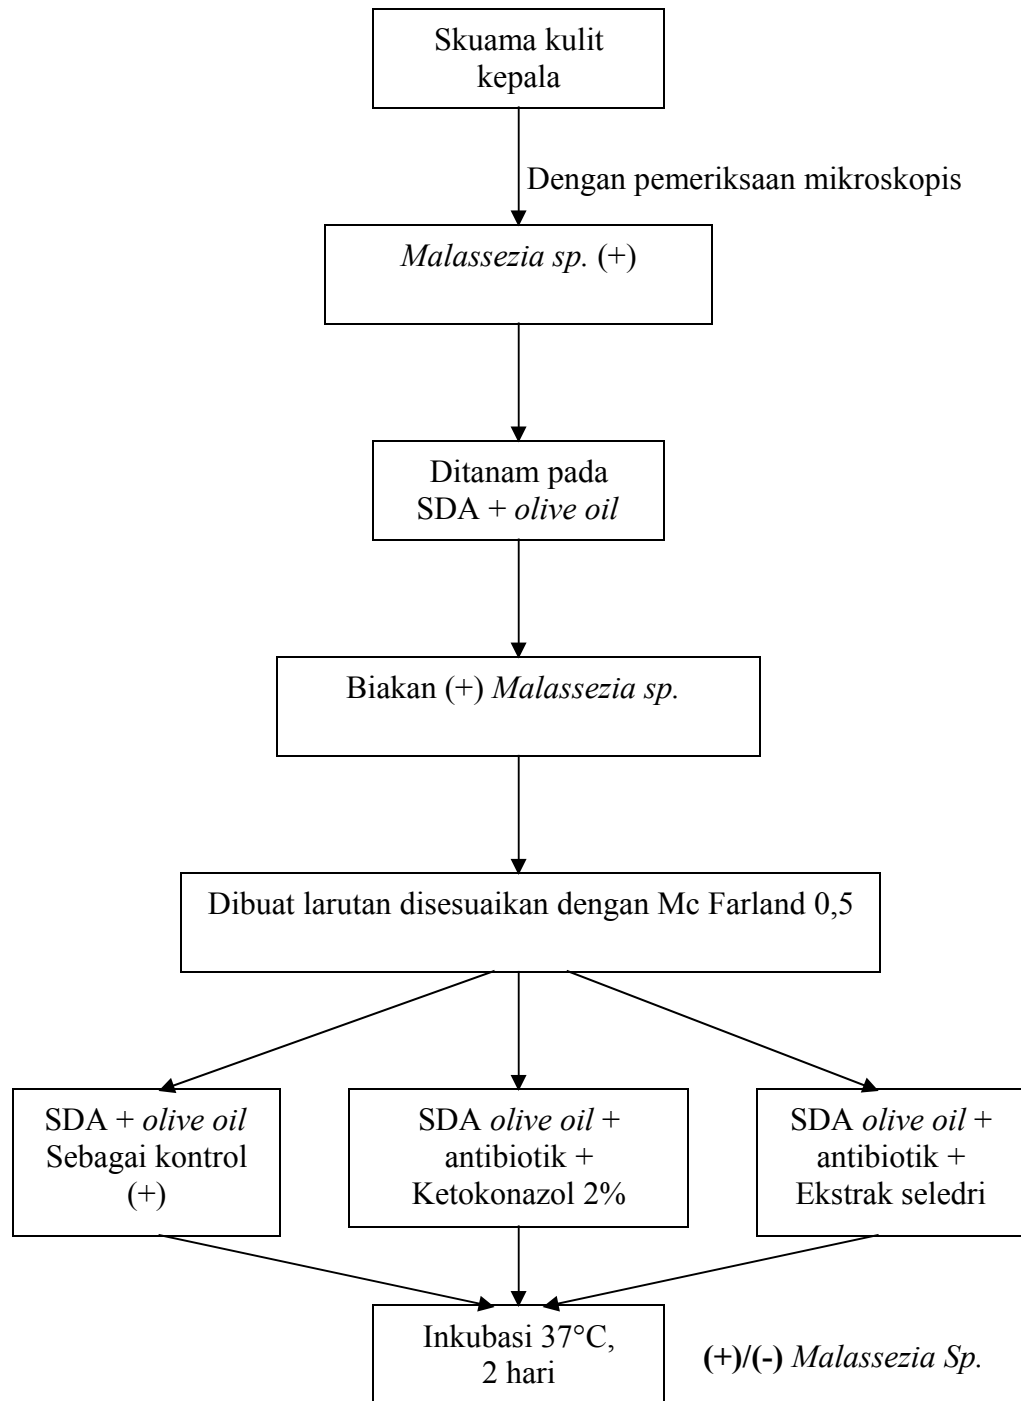 Skuama kulit
kepala
Dengan pemeriksaan mikroskopis
Malassezia sp. (+)
Ditanam pada
SDA + olive oil
Biakan (+) Malassezia sp.
Dibuat larutan disesuaikan dengan Mc Farland 0,5
SDA + olive oil
Sebagai kontrol
(+)
SDA olive oil +
antibiotik +
Ketokonazol 2%
SDA olive oil +
antibiotik +
Ekstrak seledri
Inkubasi 37°C,
2 hari
(+)/(-) Malassezia Sp.